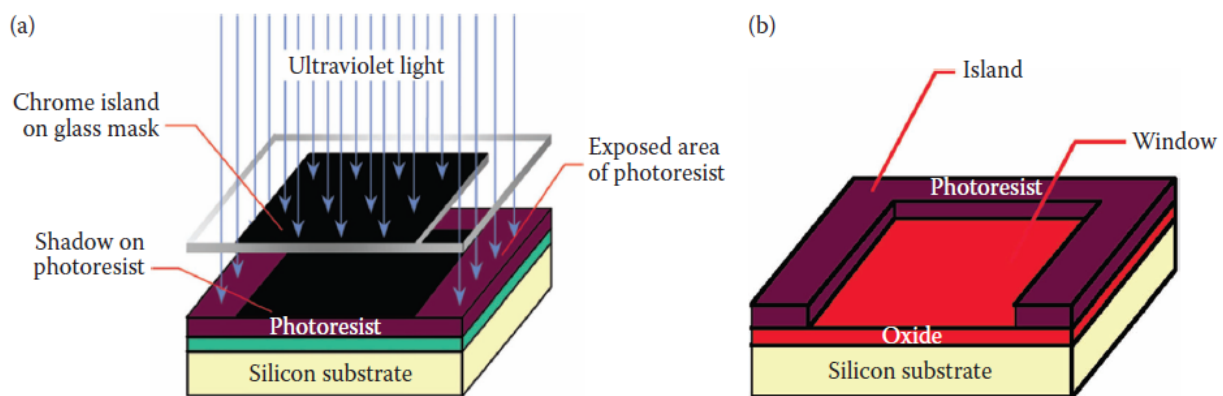 (a)
Ultraviolet light
Chrome island
on glass mask
Exposed area
of photoresist
Shadow on
photoresist
Photoresist
Silicon substrate
(b)
Island
Window
Photoresist
Oxide
Silicon substrate